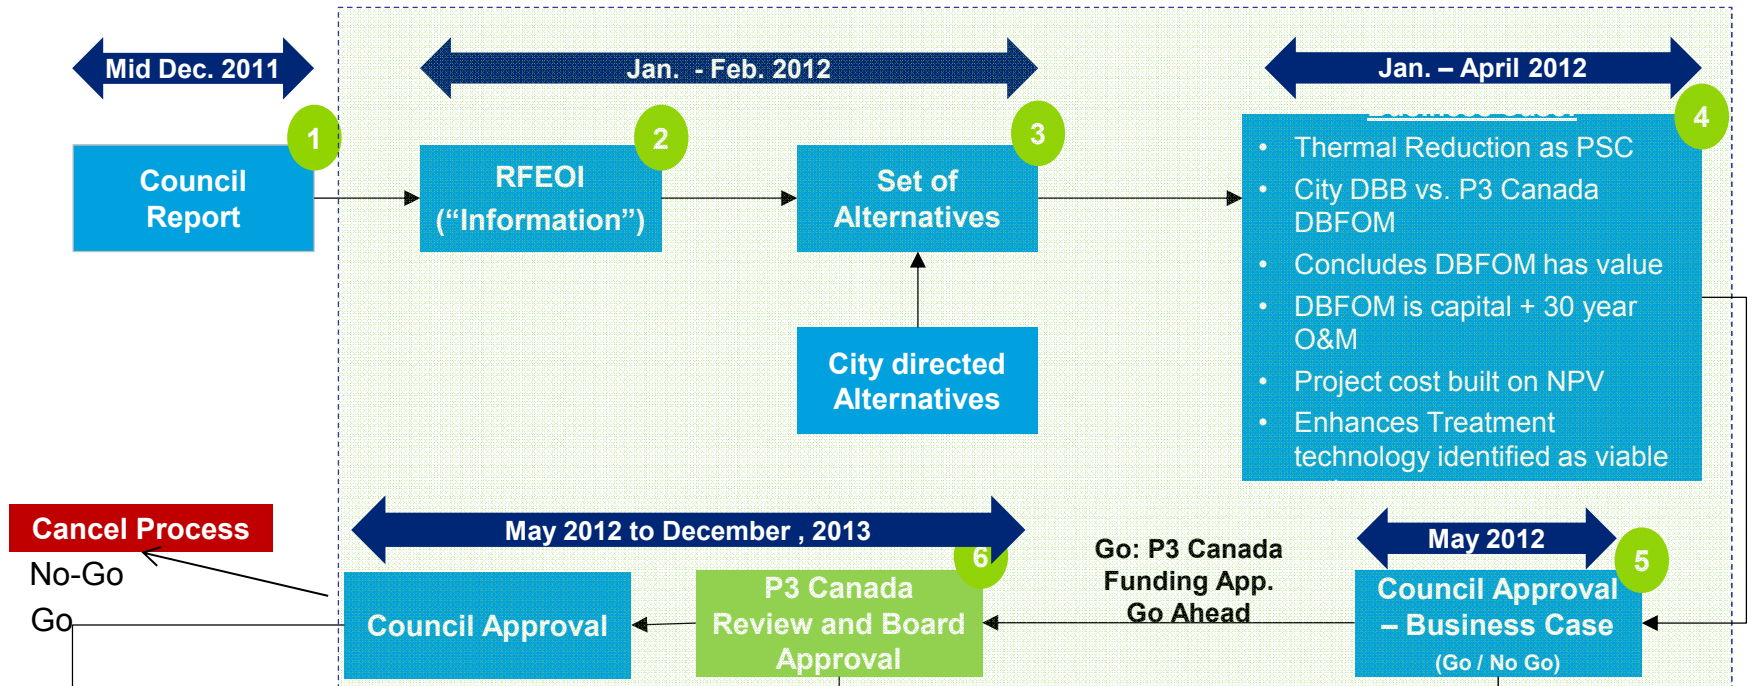 Mid Dec. 2011
Jan. - Feb. 2012
Jan. – April 2012
1
2
3
4
Council
Report
RFEOI
(“Information”)
Set of
Alternatives
• Thermal Reduction as PSC
• City DBB vs. P3 Canada
DBFOM
• Concludes DBFOM has value
• DBFOM is capital + 30 year
O&M
• Project cost built on NPV
• Enhances Treatment
technology identified as viable
City directed
Alternatives
Cancel Process
No-Go
Go
May 2012 to December , 2013
Go: P3 Canada
Funding App.
Go Ahead
May 2012
5
6
Council Approval
P3 Canada
Review and Board
Approval
Council Approval
– Business Case
(Go / No Go)